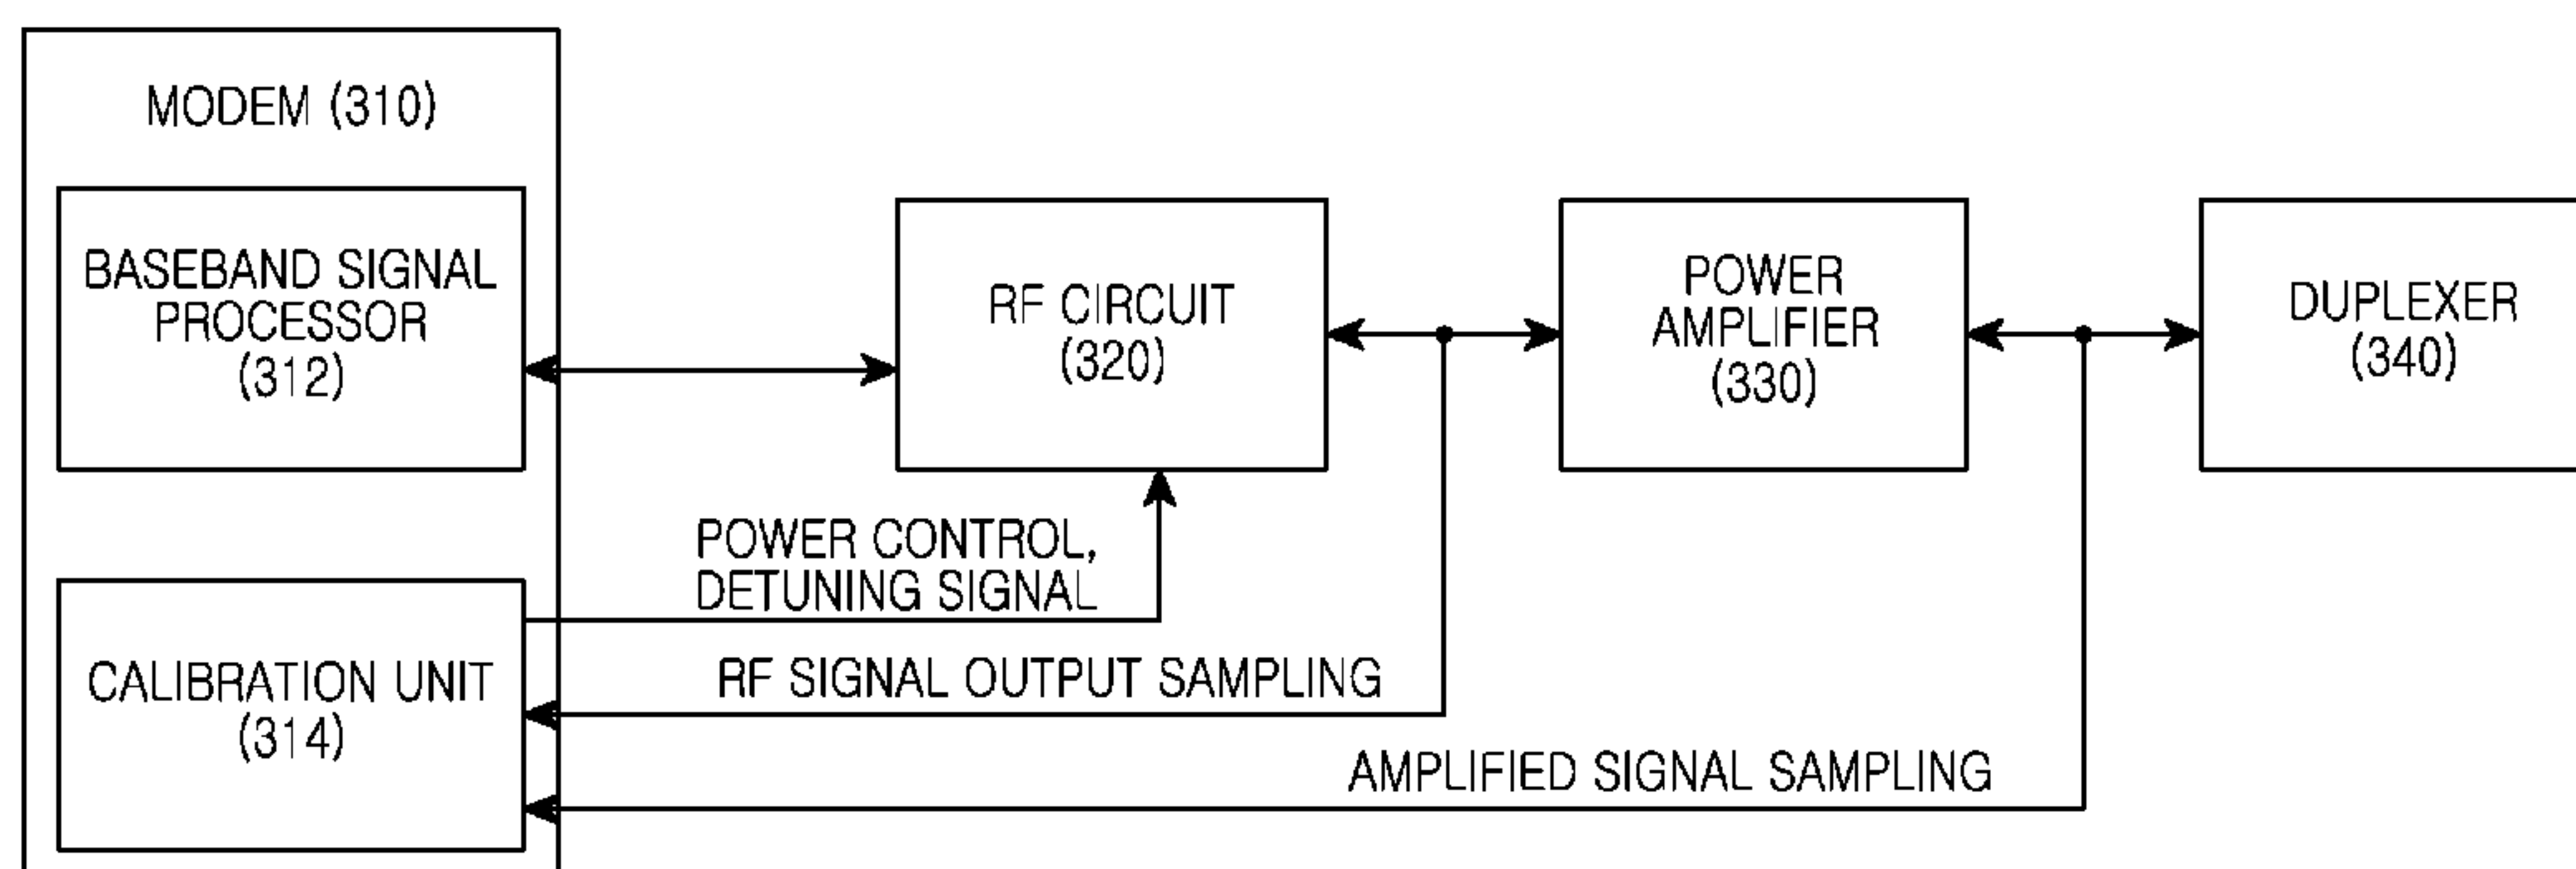 MODEM (310)
BASEBAND SIGNAL
PROCESSOR
(312)
RF CIRCUIT
(320)
POWER
AMPLIFIER
(330)
DUPLEXER
(340)
POWER CONTROL,
DETUNING SIGNAL
CALIBRATION UNIT
(314)
RF SIGNAL OUTPUT SAMPLING
AMPLIFIED SIGNAL SAMPLING